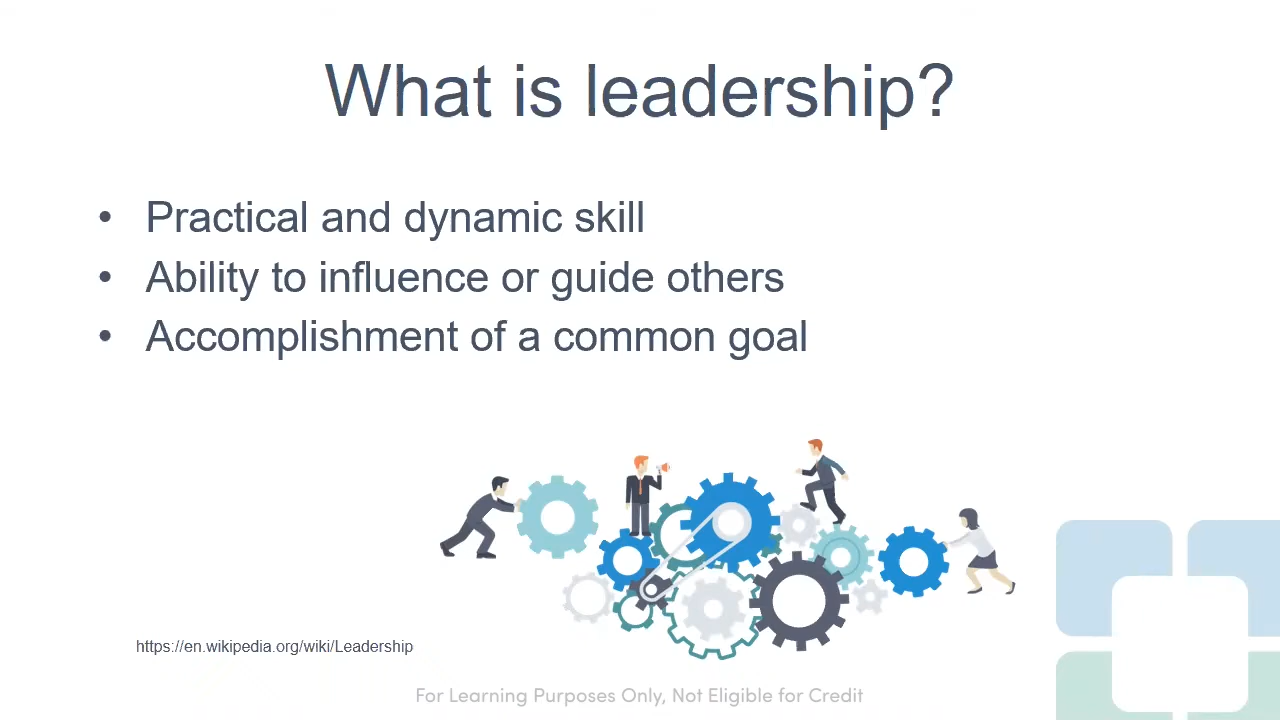 What is leadership?
• Practical and dynamic skill
• Ability to influence or guide others
• Accomplishment of a common goal
https://en.wikipedia.org/wiki/Leadership
For Learning Purposes Only, Not Eligible for Credit